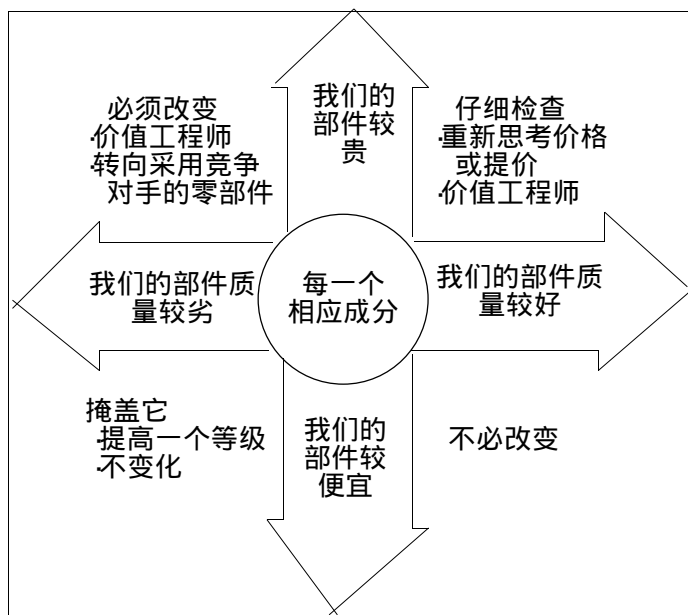 必须改变
·价值工程师
·转向采用竞争
对手的零部件
我们的
部件较
贵
仔细检查
·重新思考价格
或提价
·价值工程师
我们的部件质
量较劣
每一个
相应成分
我们的部件质
量较好
掩盖它
·提高一个等级
·不变化
我们的
部件较
便宜
不必改变